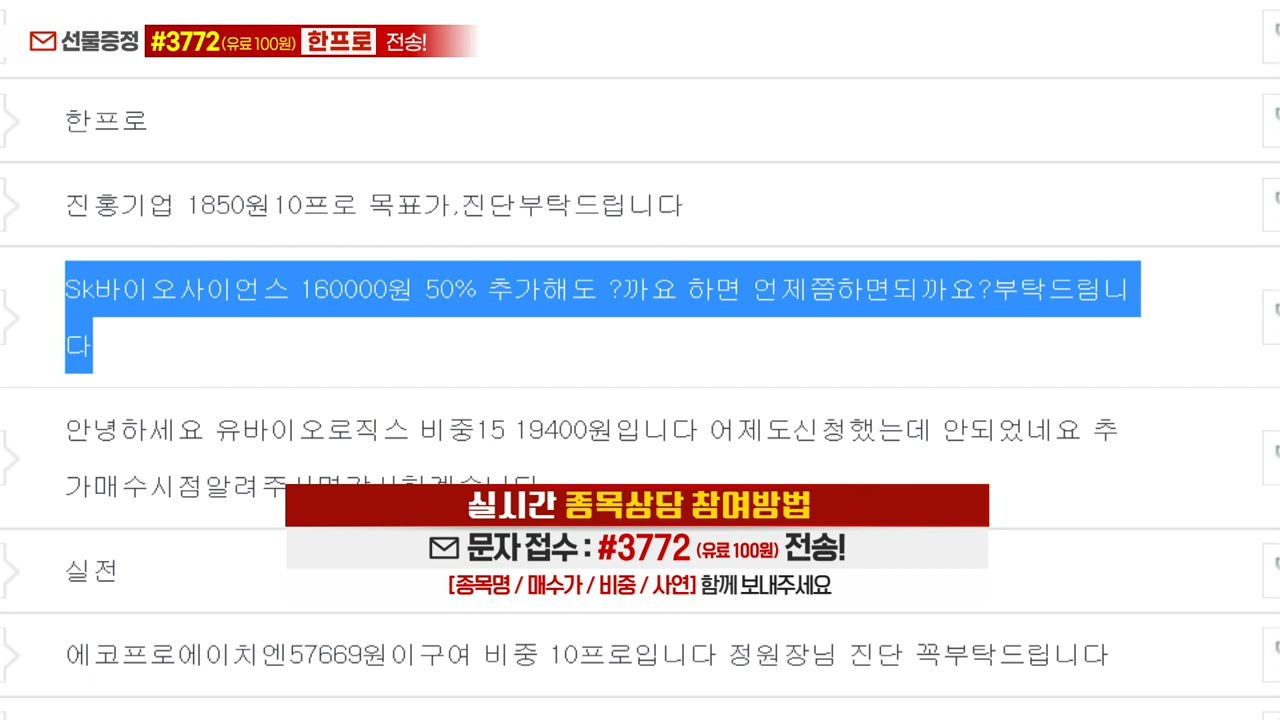 선물증정 #3772(유료100원) 한프로 전송!
한프로
진흥기업 1850원10프로 목표가,진단부탁드립니다
Sk바이오사이언스 160000원 50% 추가해도 ?까요 하면 언제쯤하면되까요?부탁드림니
다
안녕하세요 유바이오로직스 비중15 19400원입니다 어제도신청했는데 안되었네요 추
가매수시점알려주시면감사하겠습니다
실시간 종목상담 참여방법
문자 접수 : #3772 (유료 100원) 전송!
[종목명 / 매수가 / 비중 / 사연] 함께 보내주세요
실전
에코프로에이치엔57669원이구여 비중 10프로입니다 정원장님 진단 꼭부탁드립니다